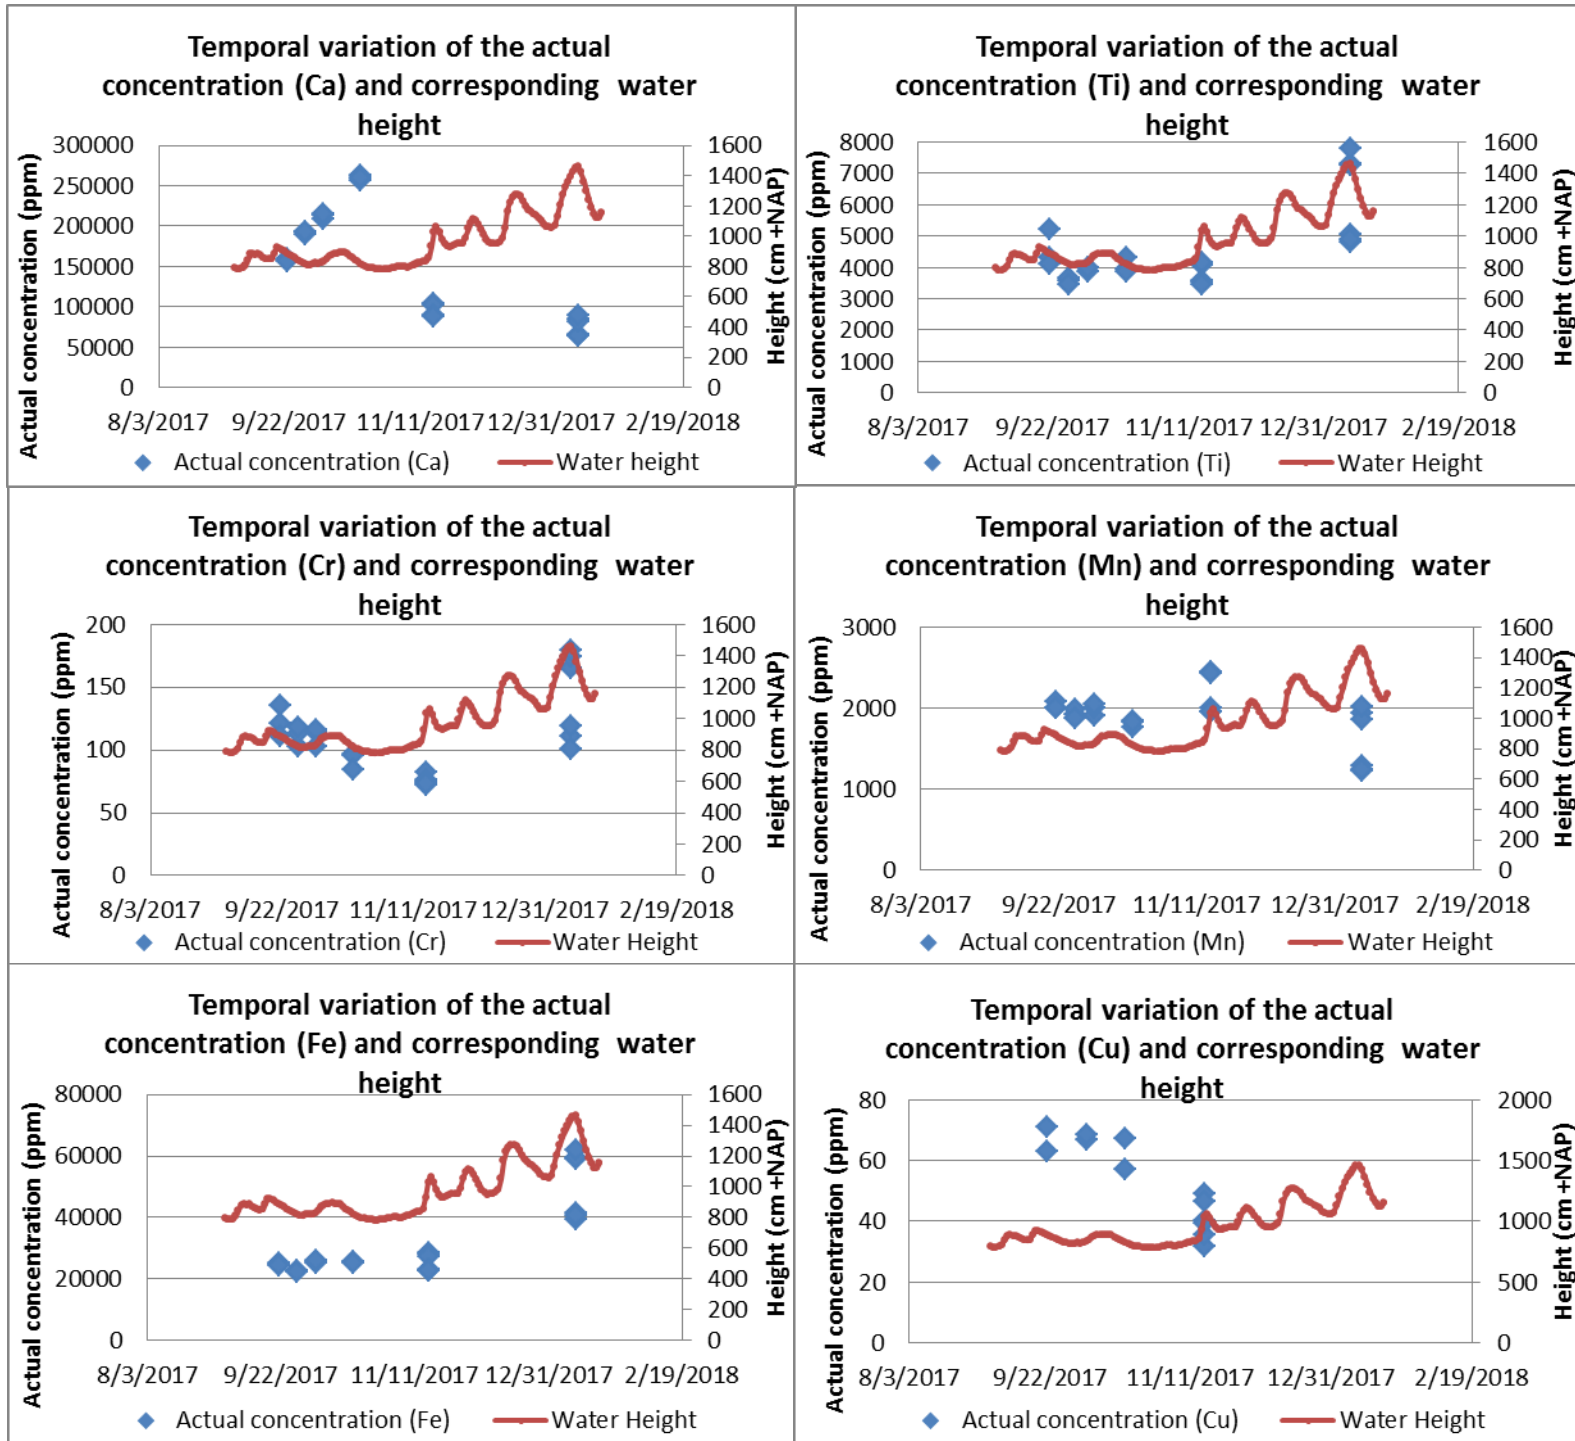 Temporal variation of the actual
concentration (Ca) and corresponding water
height
Actual concentration (ppm)
300000
250000
200000
150000
100000
50000
0
1600
1400
1200
1000
800
600
400
200
0
Height (cm +NAP)
8/3/2017 9/22/2017 11/11/2017 12/31/2017 2/19/2018
Actual concentration (Ca) Water height
Temporal variation of the actual
concentration (Ti) and corresponding water
height
Actual concentration (ppm)
8000
7000
6000
5000
4000
3000
2000
1000
0
1600
1400
1200
1000
800
600
400
200
0
Height (cm +NAP)
8/3/2017 9/22/2017 11/11/2017 12/31/2017 2/19/2018
Actual concentration (Ti) Water Height
Temporal variation of the actual
concentration (Cr) and corresponding water
height
Actual concentration (ppm)
200
150
100
50
0
1600
1400
1200
1000
800
600
400
200
0
Height (cm +NAP)
8/3/2017 9/22/2017 11/11/2017 12/31/2017 2/19/2018
Actual concentration (Cr) Water Height
Temporal variation of the actual
concentration (Mn) and corresponding water
height
Actual concentration (ppm)
3000
2000
1000
0
1600
1400
1200
1000
800
600
400
200
0
Height (cm +NAP)
8/3/2017 9/22/2017 11/11/2017 12/31/2017 2/19/2018
Actual concentration (Mn) Water Height
Temporal variation of the actual
concentration (Fe) and corresponding water
height
Actual concentration (ppm)
80000
60000
40000
20000
0
1600
1400
1200
1000
800
600
400
200
0
Height (cm +NAP)
8/3/2017 9/22/2017 11/11/2017 12/31/2017 2/19/2018
Actual concentration (Fe) Water Height
Temporal variation of the actual
concentration (Cu) and corresponding water
height
Actual concentration (ppm)
80
60
40
20
0
2000
1500
1000
500
0
Height (cm +NAP)
8/3/2017 9/22/2017 11/11/2017 12/31/2017 2/19/2018
Actual concentration (Cu) Water Height